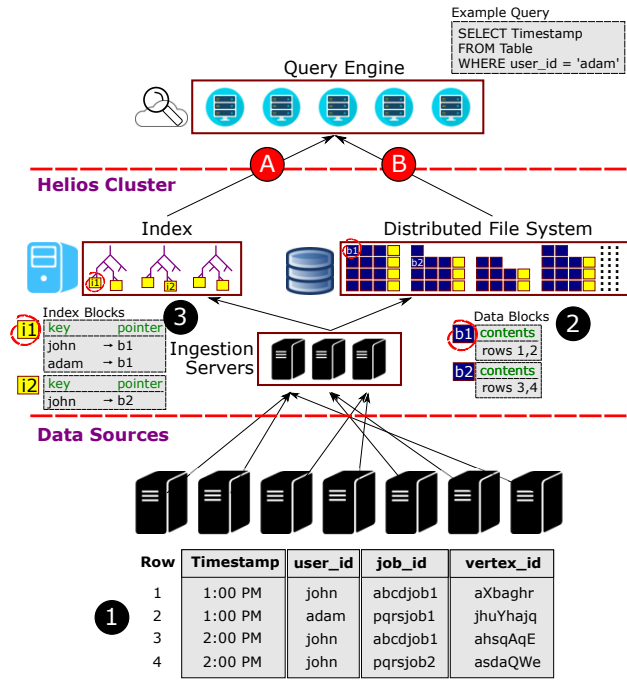 Example Query
SELECT Timestamp
FROM Table
WHERE user_id = 'adam'
Query Engine
A
B
Helios Cluster
Index
Distributed File System
i1
i2
b1
b2
3
Index Blocks
i1
key pointer
john → b1
adam → b1
i2
key pointer
john → b2
Ingestion
Servers
Data Blocks
2
b1 contents
rows 1,2
b2 contents
rows 3,4
Data Sources
Row Timestamp user_id job_id vertex_id
1 1:00 PM john abcdjob1 aXbaghr
2 1:00 PM adam pqrsjob1 jhuYhajq
3 2:00 PM john abcdjob1 ahsqAqE
4 2:00 PM john pqrsjob2 asdaQWe
1